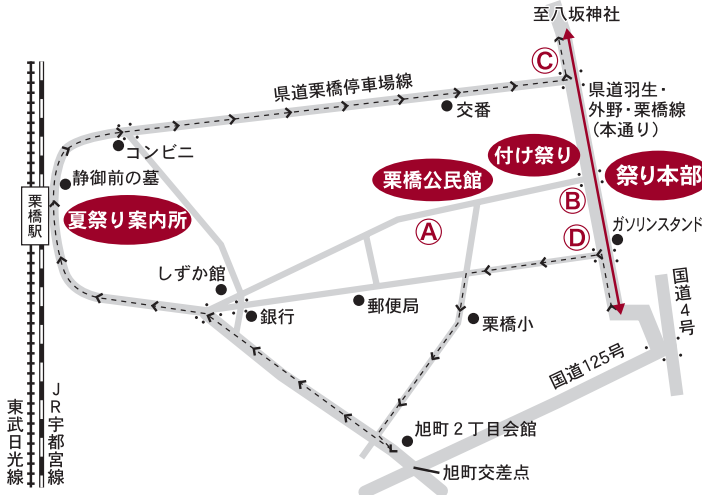 至八坂神社
Ⓒ
県道栗橋停車場線
県道羽生・
外野・栗橋線
(本通り)
交番
コンビニ
付け祭り
静御前の墓
栗橋公民館
祭り本部
栗橋駅
夏祭り案内所
Ⓑ
ガソリンスタンド
Ⓐ
Ⓓ
しずか館
国道4号
銀行
郵便局
栗橋小
国道125号
JR宇都宮線
東武日光線
旭町2丁目会館
旭町交差点